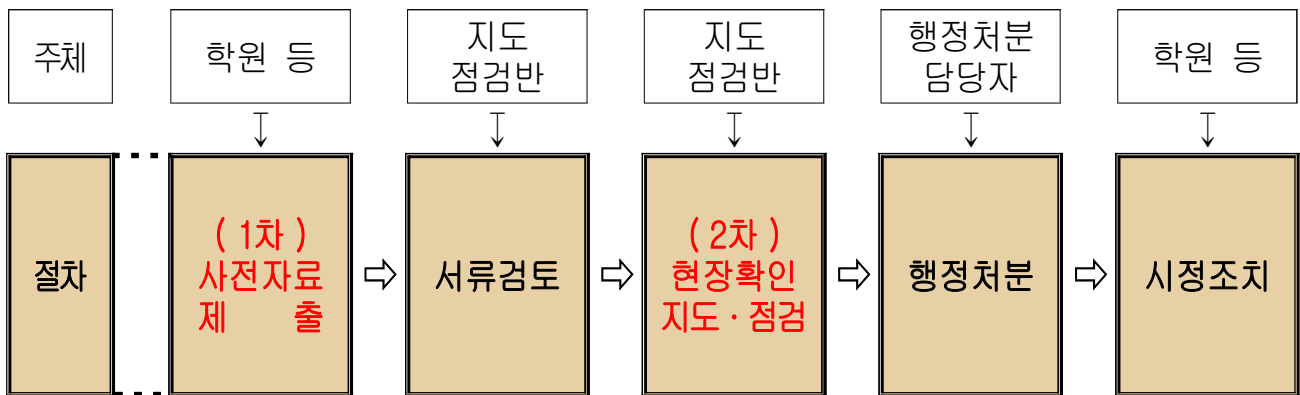 주체
학원 등
지도
점검반
지도
점검반
행정처분
담당자
학원 등
절차
( 1차 )
사전자료
제 출
서류검토
( 2차 )
현장확인
지도·점검
행정처분
시정조치